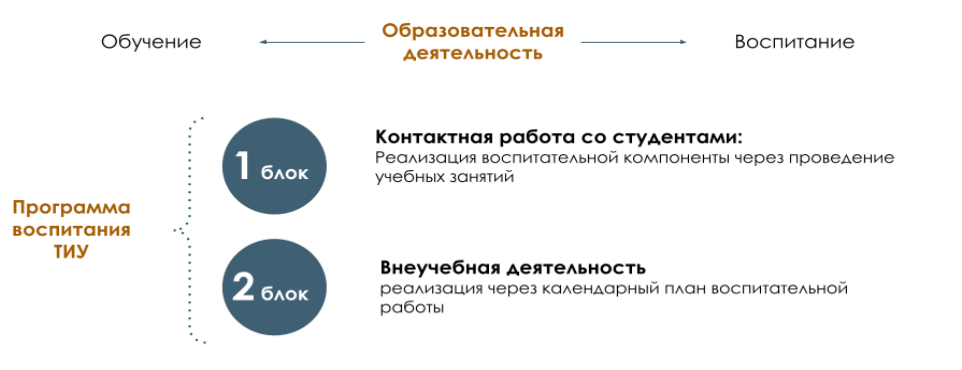 Обучение
Образовательная
деятельность
Воспитание
Программа
воспитания
ТИУ
1 блок
Контактная работа со студентами:
Реализация воспитательной компоненты через проведение
учебных занятий
2 блок
Внеучебная деятельность
реализация через календарный план воспитательной
работы